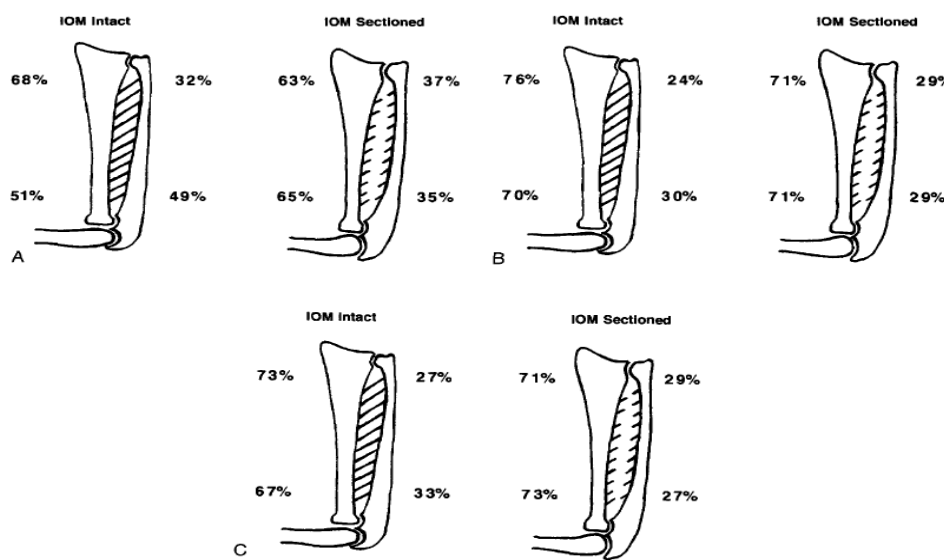 IOM Intact IOM Sectioned IOM Intact IOM Sectioned
68% 32% 63% 37% 76% 24% 71% 29%
51% 49% 65% 35% 70% 30% 71% 29%
A B
IOM Intact IOM Sectioned
73% 27% 71% 29%
67% 33% 73% 27%
C